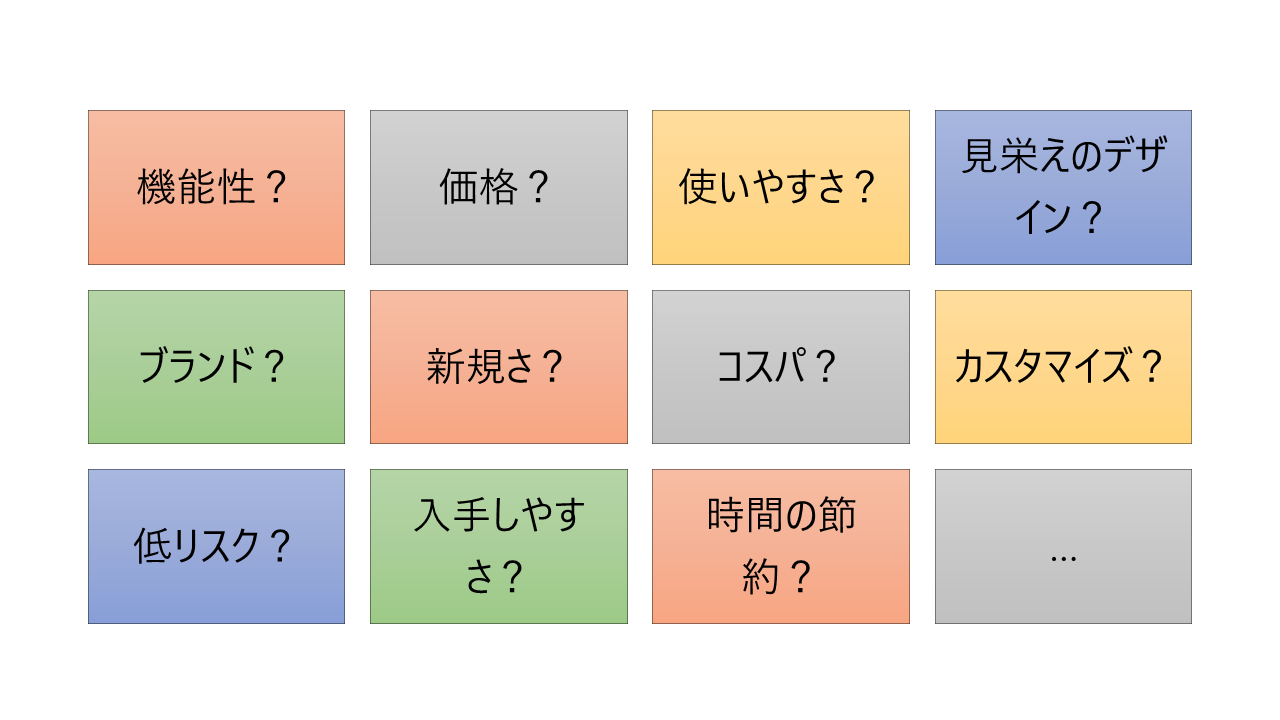 機能性？
価格？
使いやすさ？
見栄えのデザ
イン？
ブランド？
新規さ？
コスパ？
カスタマイズ？
低リスク？
入手しやす
さ？
時間の節
約？
…